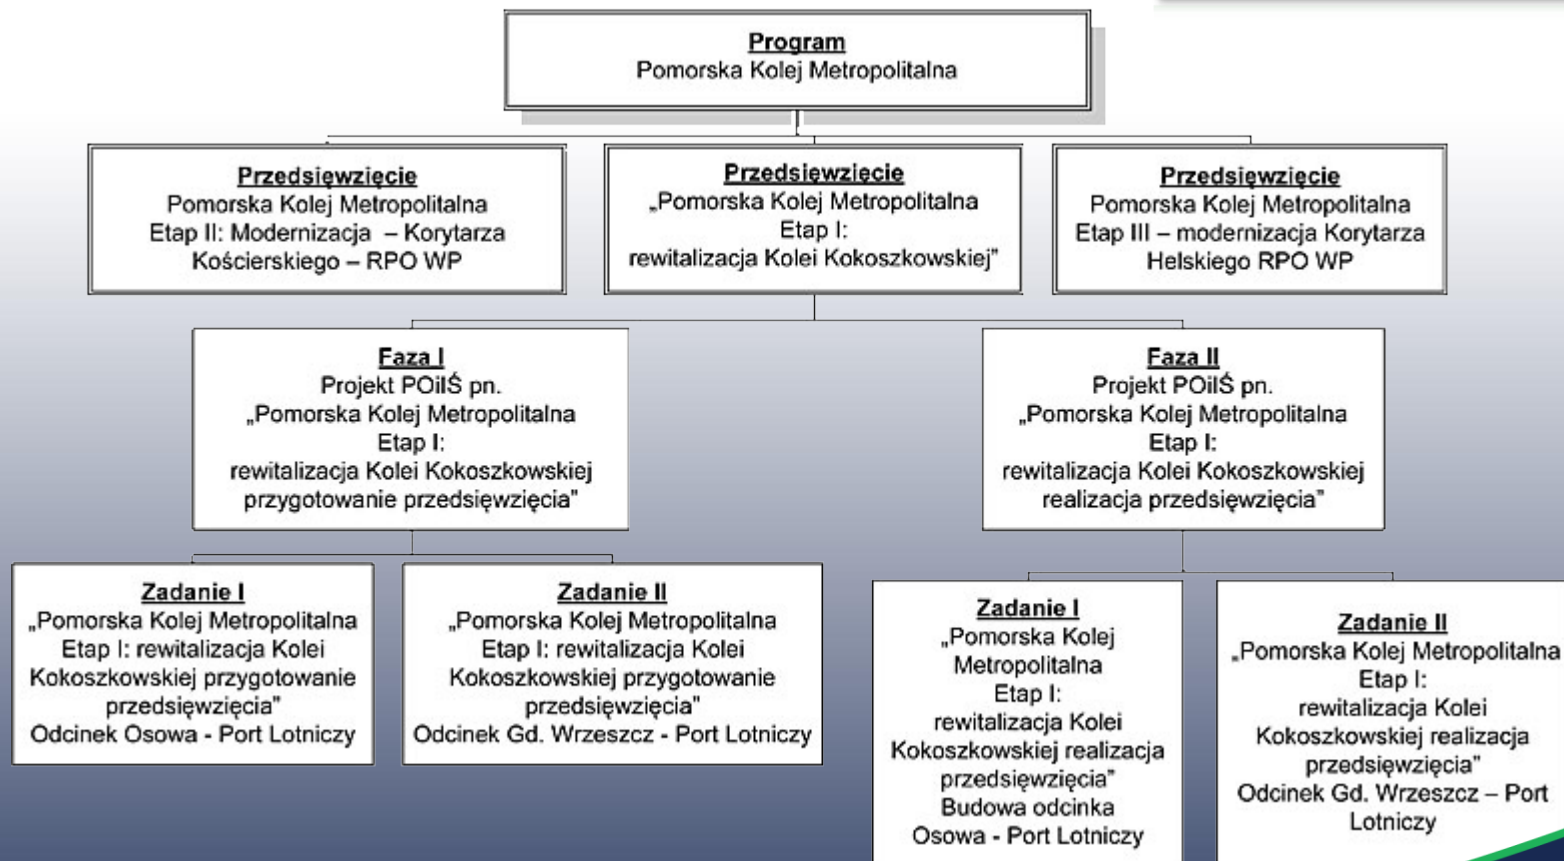 Program
Pomorska Kolej Metropolitalna
Przedsięwzięcie
Pomorska Kolej Metropolitalna
Etap II: Modernizacja – Korytarza
Kościerskiego – RPO WP
Przedsięwzięcie
„Pomorska Kolej Metropolitalna
Etap I:
rewitalizacja Kolei Kokoszkowskiej”
Przedsięwzięcie
Pomorska Kolej Metropolitalna
Etap III – modernizacja Korytarza
Helskiego RPO WP
Faza I
Projekt POiIŚ pn.
„Pomorska Kolej Metropolitalna
Etap I:
rewitalizacja Kolei Kokoszkowskiej
przygotowanie przedsięwzięcia”
Faza II
Projekt POiIŚ pn.
„Pomorska Kolej Metropolitalna
Etap I:
rewitalizacja Kolei Kokoszkowskiej
realizacja przedsięwzięcia”
Zadanie I
„Pomorska Kolej Metropolitalna
Etap I: rewitalizacja Kolei
Kokoszkowskiej przygotowanie
przedsięwzięcia”
Odcinek Osowa - Port Lotniczy
Zadanie II
„Pomorska Kolej Metropolitalna
Etap I: rewitalizacja Kolei
Kokoszkowskiej przygotowanie
przedsięwzięcia”
Odcinek Gd. Wrzeszcz - Port Lotniczy
Zadanie I
„Pomorska Kolej
Metropolitalna
Etap I:
rewitalizacja Kolei
Kokoszkowskiej realizacja
przedsięwzięcia”
Budowa odcinka
Osowa - Port Lotniczy
Zadanie II
„Pomorska Kolej Metropolitalna
Etap I:
rewitalizacja Kolei
Kokoszkowskiej realizacja
przedsięwzięcia”
Odcinek Gd. Wrzeszcz – Port
Lotniczy